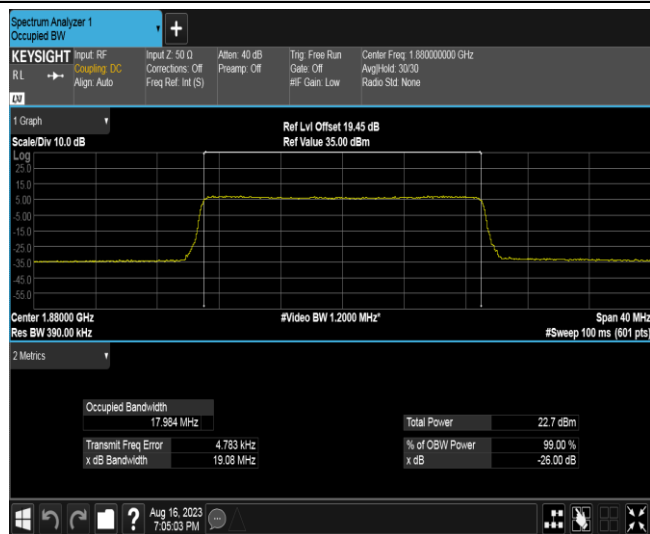 Spectrum Analyzer 1
Occupied BW
+
KEYSIGHT Input: RF Input Z: 50 Ω Atten: 40 dB Trig: Free Run Center Freq: 1.880000000 GHz
RL Coupling: DC Corrections: Off Preamp: Off Gate: Off Avg|Hold: 30/30
Align: Auto Freq Ref: Int (S) #IF Gain: Low Radio Std: None
LXI
1 Graph
Ref Lvl Offset 19.45 dB
Scale/Div 10.0 dB Ref Value 35.00 dBm
Log
25.0
15.0
5.00
-5.00
-15.0
-25.0
-35.0
-45.0
-55.0
Center 1.88000 GHz #Video BW 1.2000 MHz* Span 40 MHz
Res BW 390.00 kHz #Sweep 100 ms (601 pts)
2 Metrics
Occupied Bandwidth
17.984 MHz Total Power 22.7 dBm
Transmit Freq Error 4.783 kHz % of OBW Power 99.00 %
x dB Bandwidth 19.08 MHz x dB -26.00 dB
? Aug 16, 2023
7:05:03 PM